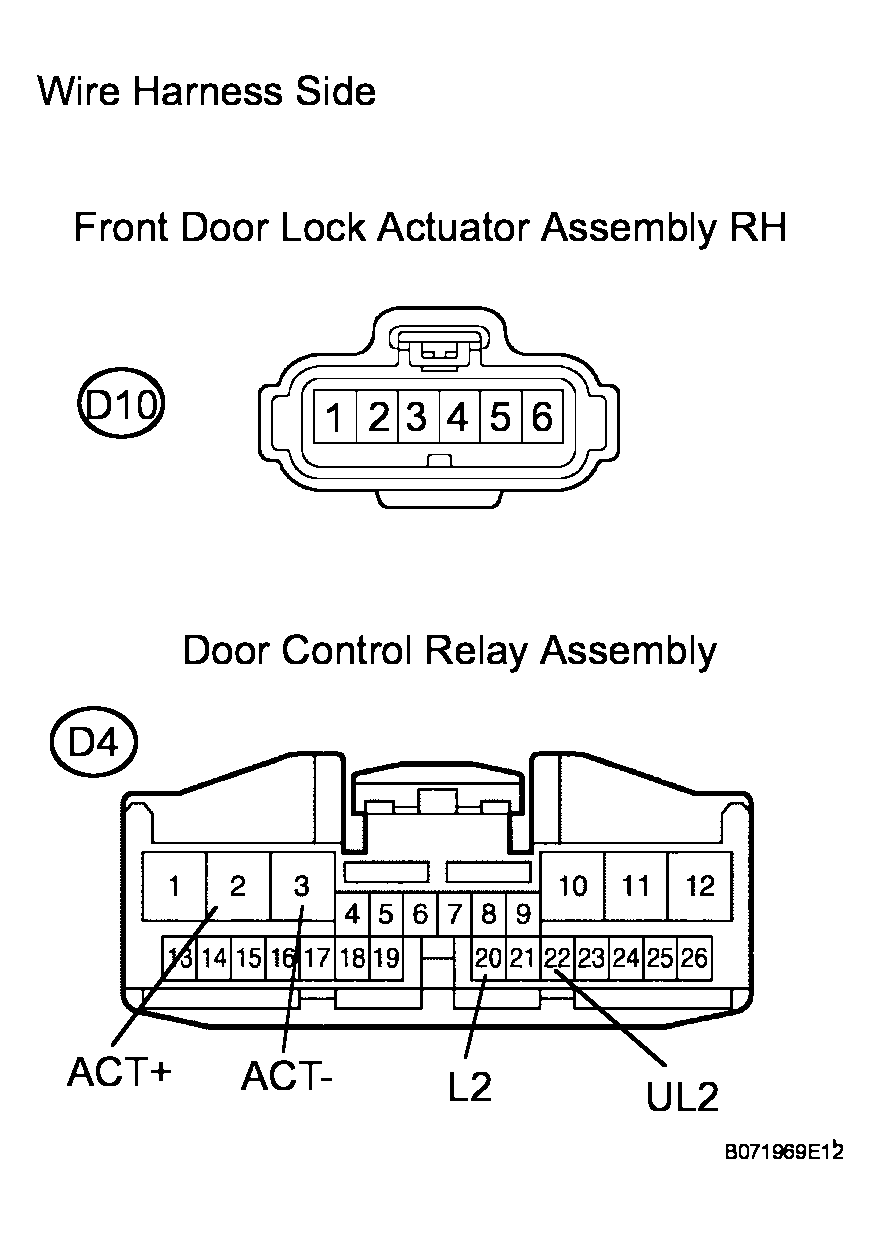 Wire Harness Side
Front Door Lock Actuator Assembly RH
D10
1 2 3 4 5 6
Door Control Relay Assembly
D4
1 2 3 10 11 12
4 5 6 7 8 9
13 14 15 16 17 18 19 20 21 22 23 24 25 26
ACT+ ACT- L2 UL2
B071969E12